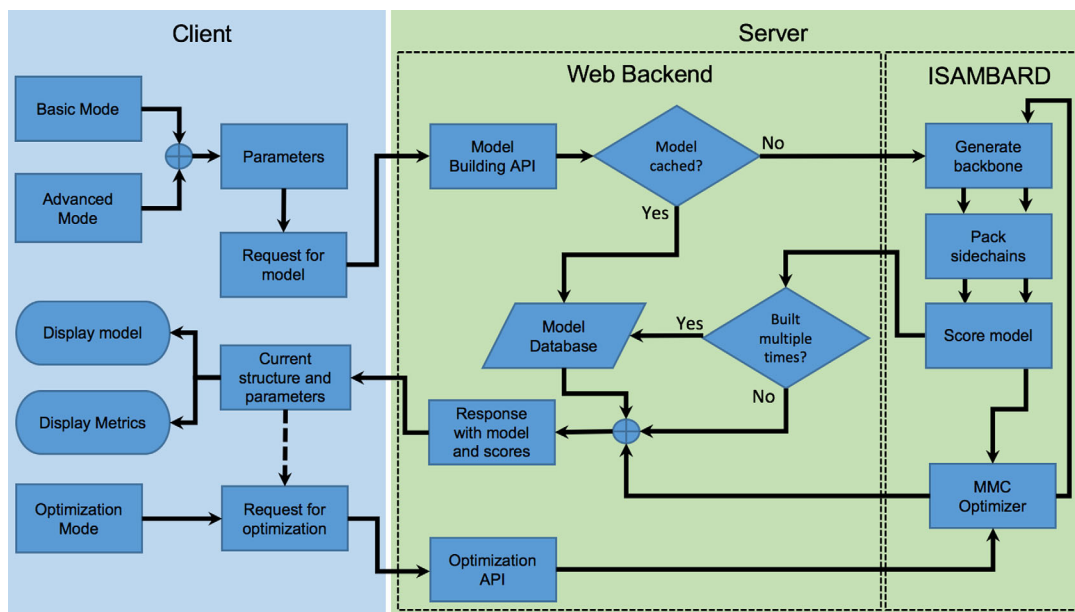 Client
Server
Web Backend
ISAMBARD
Basic Mode
Advanced
Mode
Parameters
Request for
model
Model
Building API
Model
cached?
No
Yes
Generate
backbone
Pack
sidechains
Score model
Display model
Display Metrics
Current
structure and
parameters
Model
Database
Yes
Built
multiple
times?
No
Response
with model
and scores
MMC
Optimizer
Optimization
Mode
Request for
optimization
Optimization
API